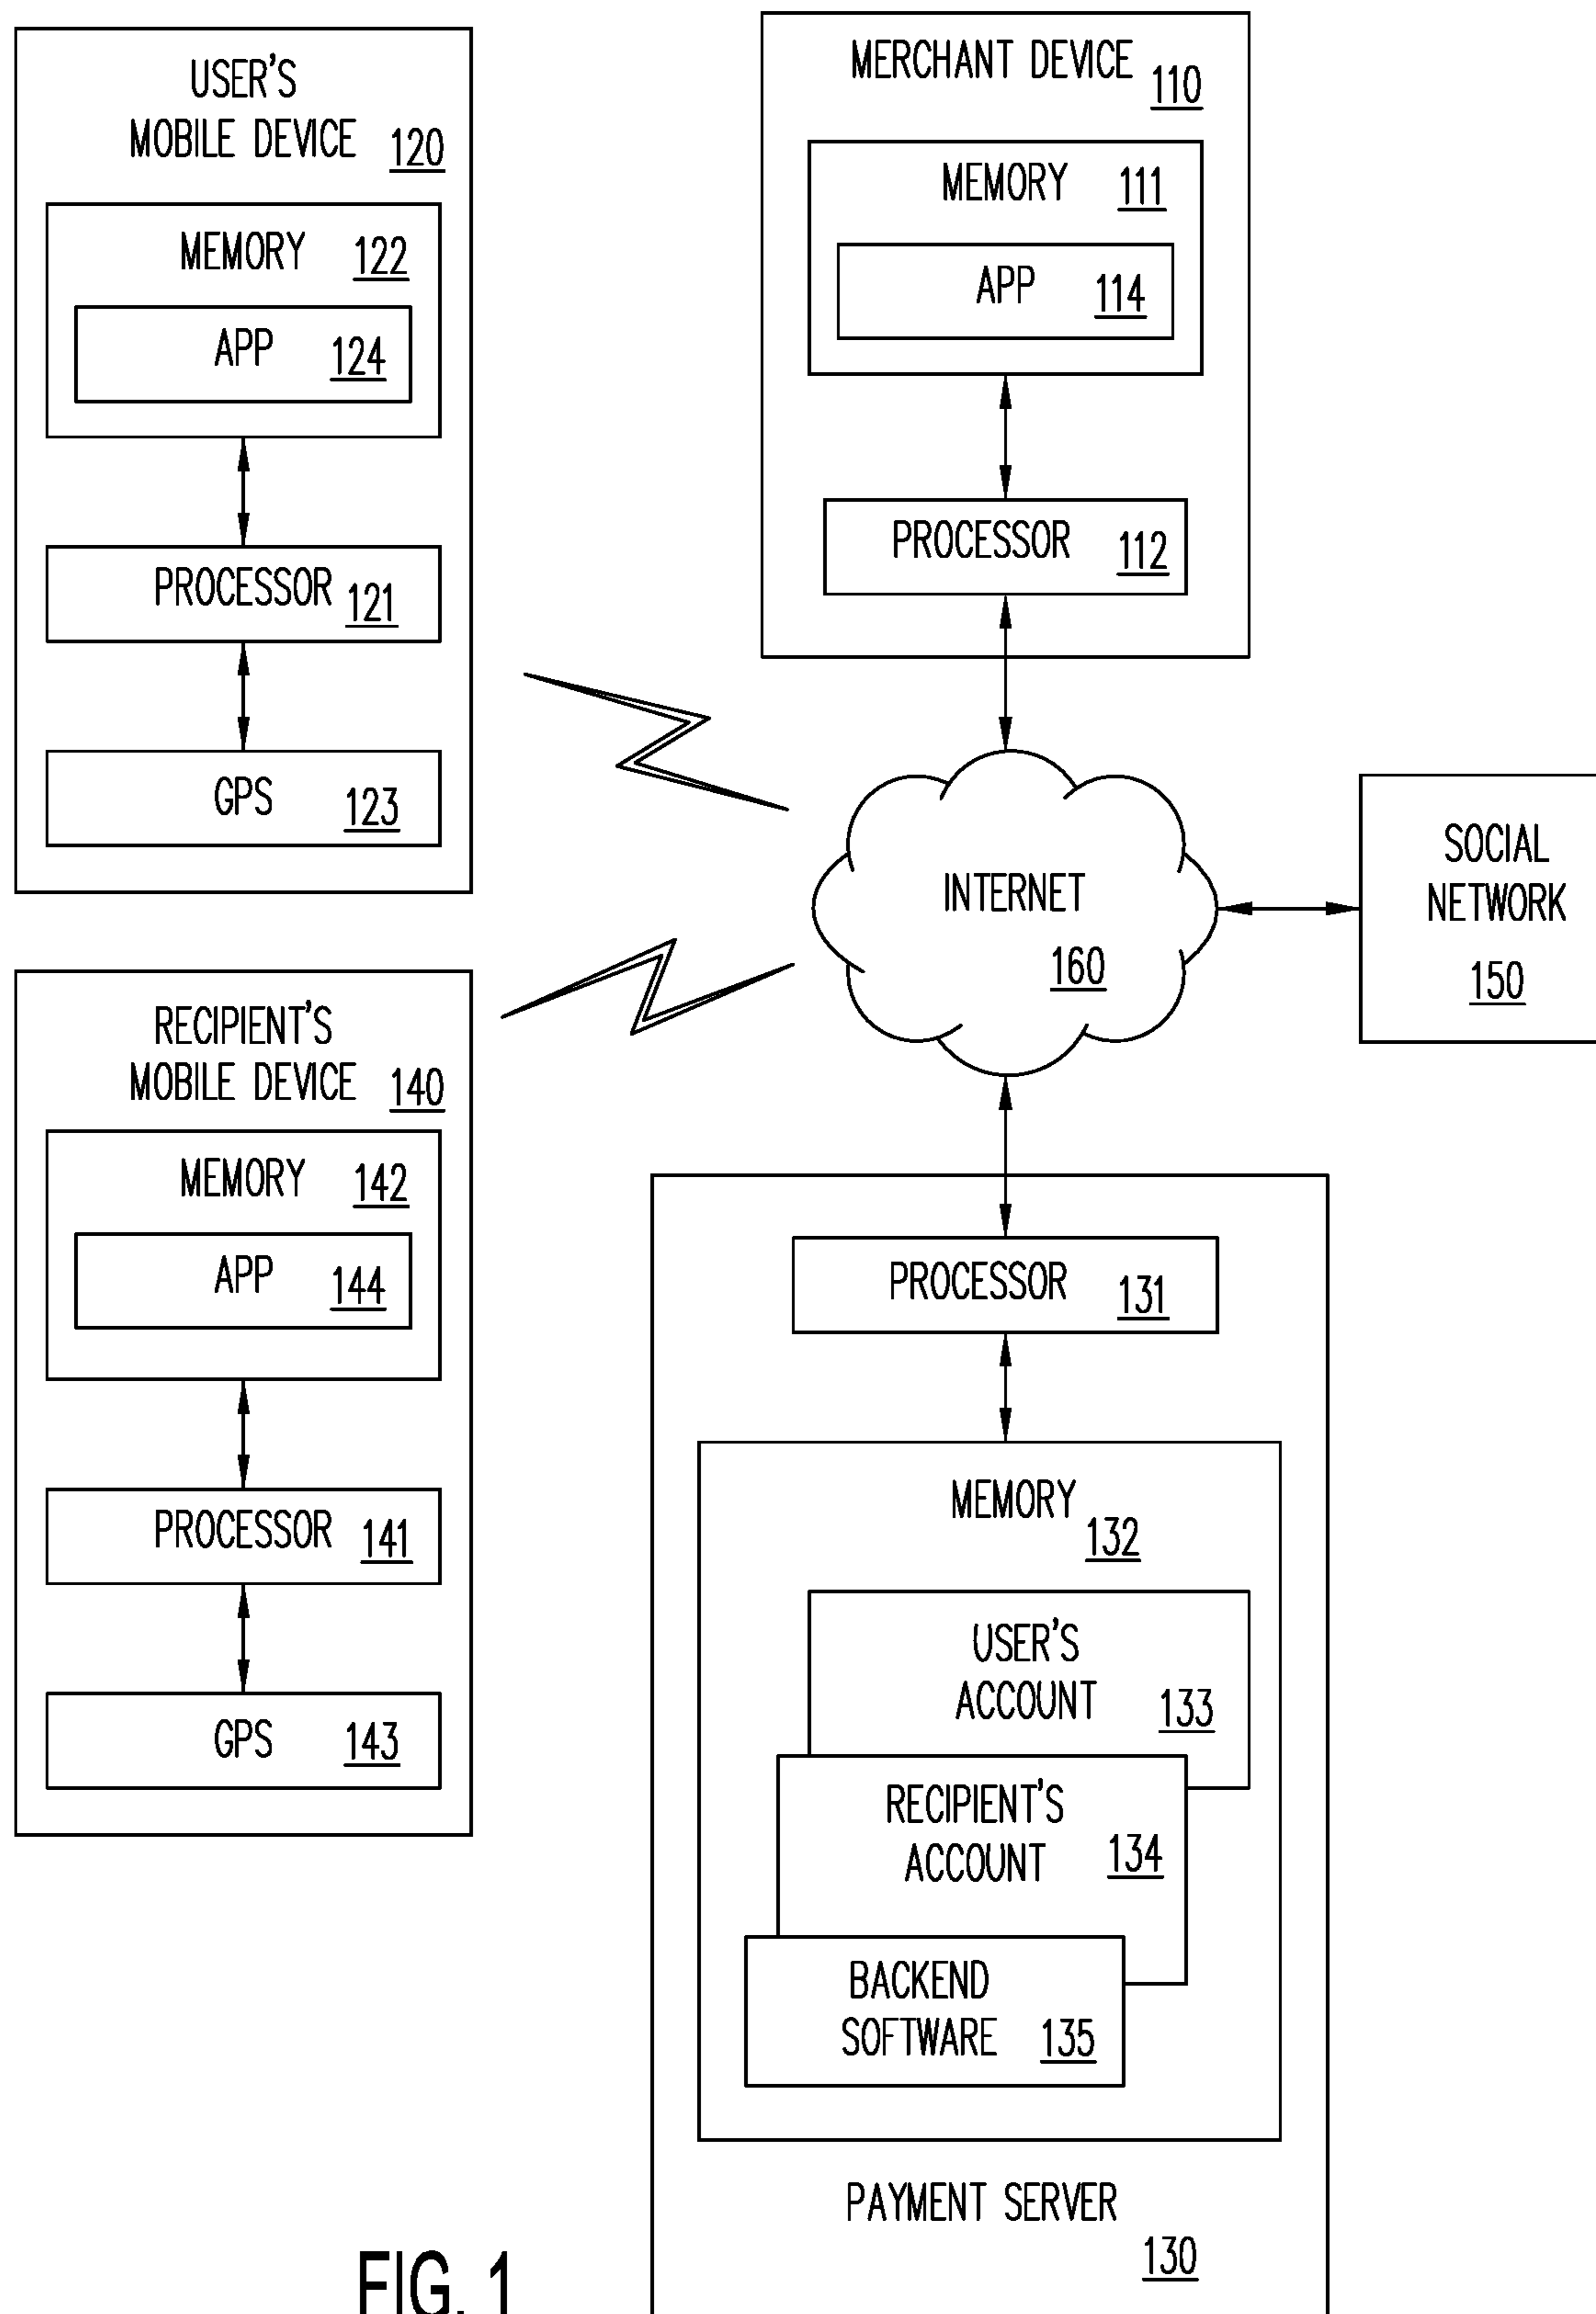 USER'S
MOBILE DEVICE 120
MEMORY 122
APP 124
PROCESSOR 121
GPS 123
RECIPIENT'S
MOBILE DEVICE 140
MEMORY 142
APP 144
PROCESSOR 141
GPS 143
MERCHANT DEVICE 110
MEMORY 111
APP 114
PROCESSOR 112
INTERNET
160
SOCIAL
NETWORK
150
PROCESSOR 131
MEMORY 132
USER'S
ACCOUNT 133
RECIPIENT'S
ACCOUNT 134
BACKEND
SOFTWARE 135
PAYMENT SERVER
130
FIG. 1